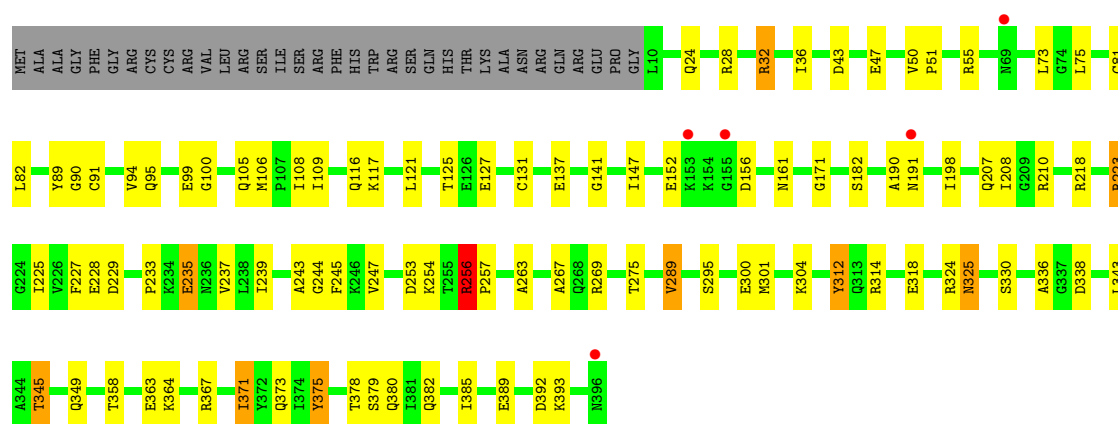 MET ALA ALA GLY PHE GLY ARG CYS CYS ARG VAL LEU ARG SER ILE SER ARG PHE HIS TRP ARG SER GLN HIS THR LYS ALA ASN ARG GLN ARG GLU PRO GLY L10 Q24 R28 R32 I36 D43 E47 V50 P51 R55 N69 L73 G74 L75
L82 Y89 G90 C91 V94 Q95 E99 G100 Q105 M106 P107 I108 I109 Q116 K117 L121 T125 E126 E127 C131 E137 G141 I147 E152 K153 K154 G155 D156 N161 G171 S182 A190 N191 I198 Q207 I208 G209 R210 R218
G224 I225 V226 F227 E228 D229 P233 K234 E235 N236 V237 L238 I239 A243 G244 F245 K246 V247 D253 K254 T255 R256 P257 A263 A267 Q268 R269 T275 V289 S295 E300 M301 K304 Y312 Q313 R314 E318 R324 N325 S330 A336 G337 D338
A344 T345 Q349 T358 E363 K364 R367 I371 Y372 Q373 I374 Y375 T378 S379 Q380 I381 Q382 I385 E389 D392 K393 N396